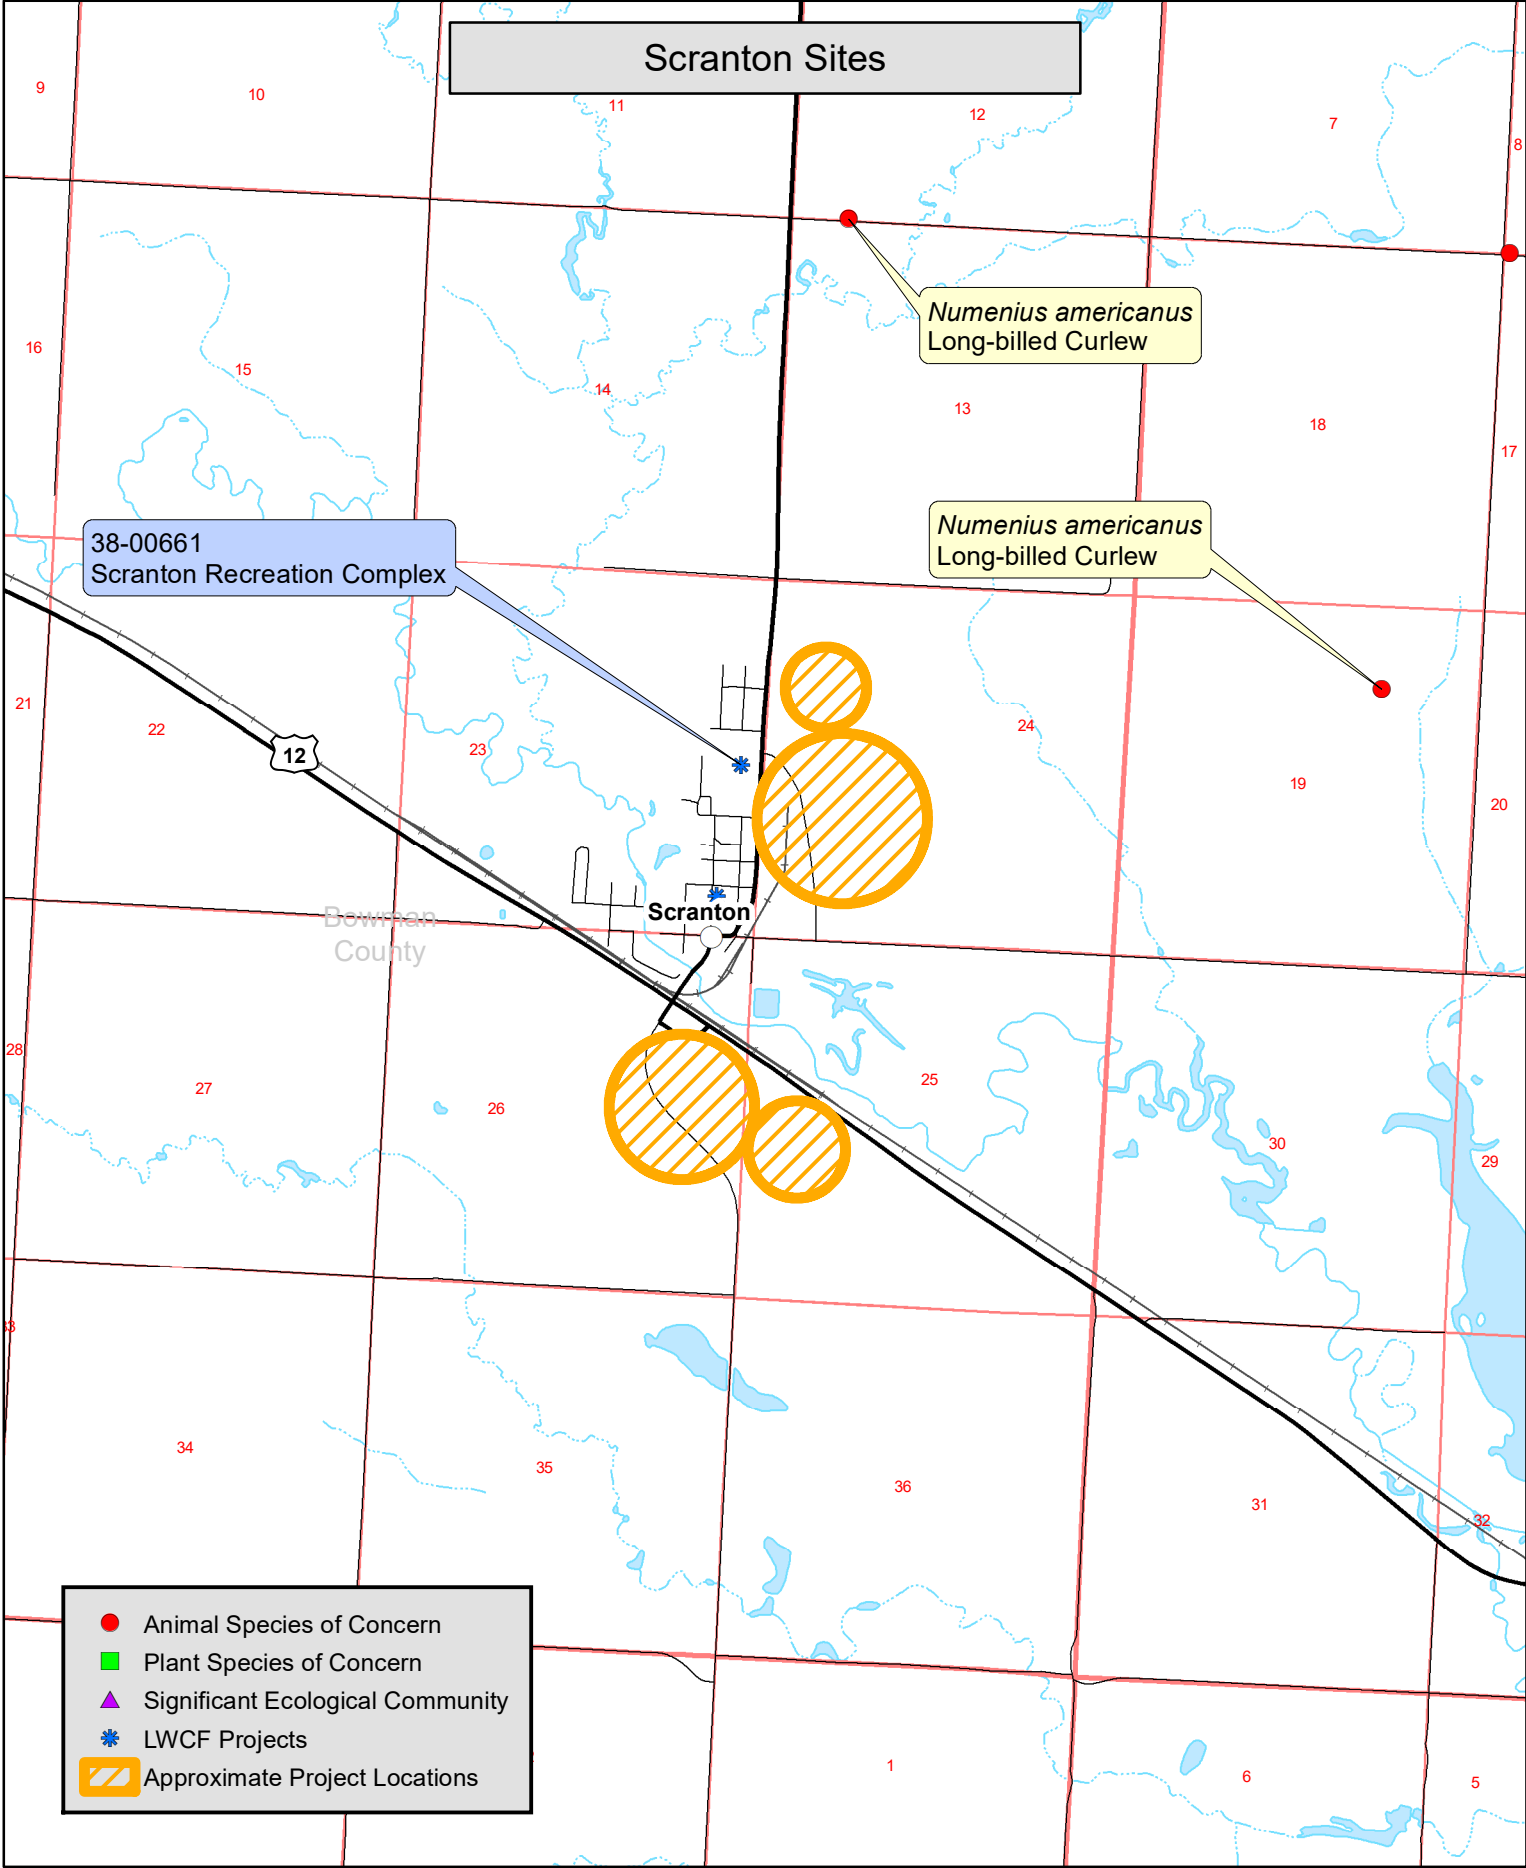 Scranton Sites
9
10
11
12
7
8
Numenius americanus
Long-billed Curlew
16
15
14
13
18
17
Numenius americanus
Long-billed Curlew
38-00661
Scranton Recreation Complex
21
22
12
23
24
19
20
Scranton
Bowman
County
28
27
26
25
30
29
33
34
35
36
31
32
Animal Species of Concern
Plant Species of Concern
Significant Ecological Community
LWCF Projects
Approximate Project Locations
1
6
5